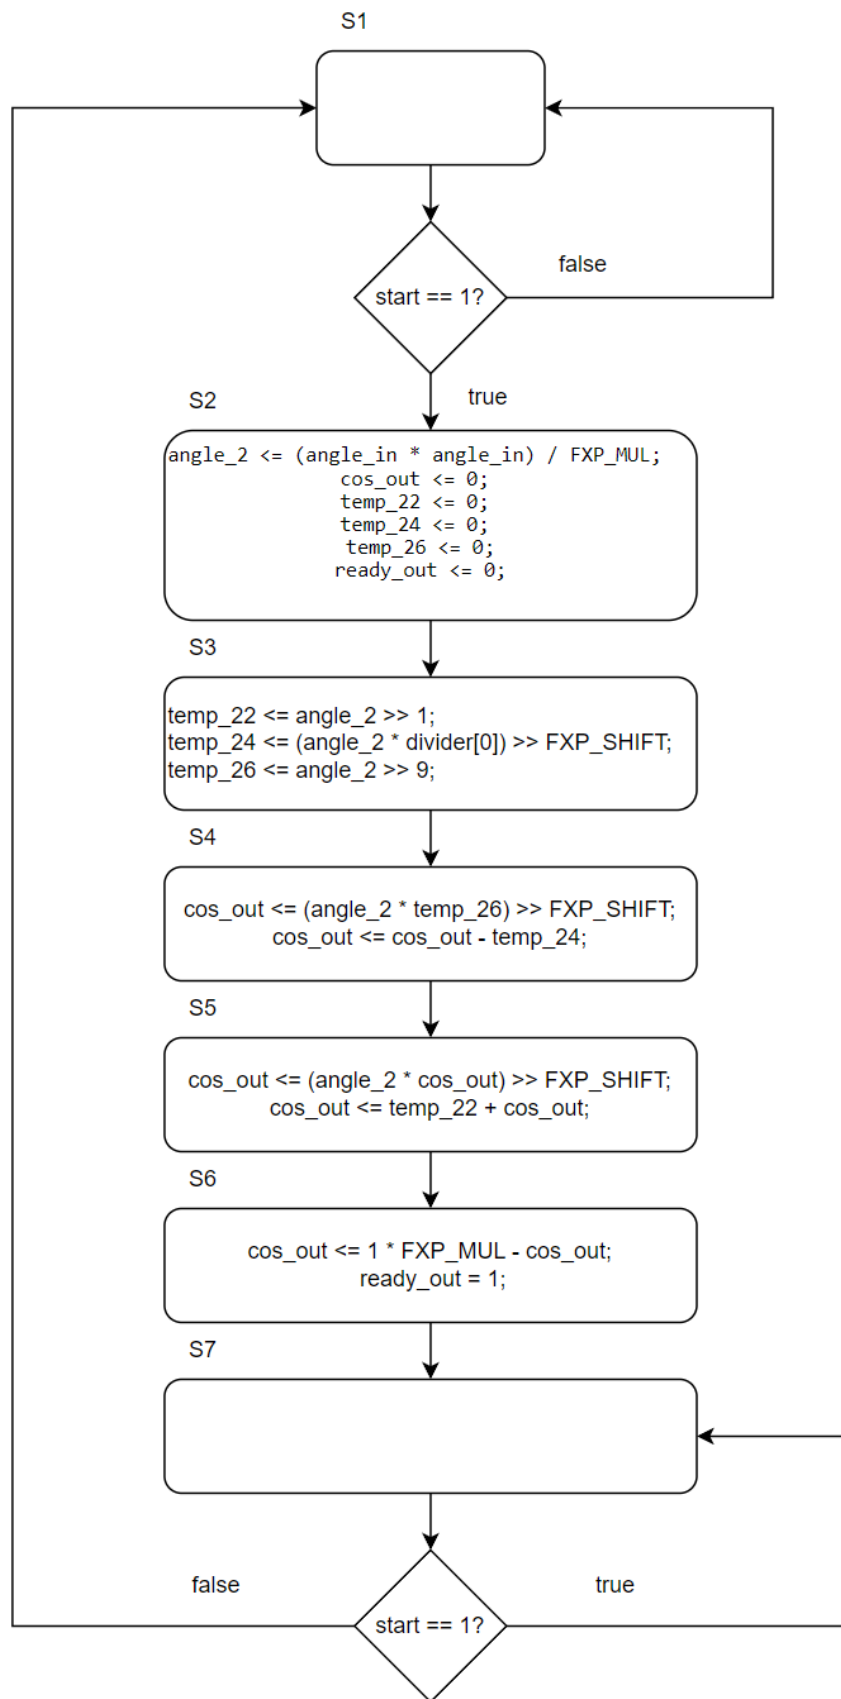 S1
start == 1?
false
true
S2
angle_2 <= (angle_in * angle_in) / FXP_MUL;
cos_out <= 0;
temp_22 <= 0;
temp_24 <= 0;
temp_26 <= 0;
ready_out <= 0;
S3
temp_22 <= angle_2 >> 1;
temp_24 <= (angle_2 * divider[0]) >> FXP_SHIFT;
temp_26 <= angle_2 >> 9;
S4
cos_out <= (angle_2 * temp_26) >> FXP_SHIFT;
cos_out <= cos_out - temp_24;
S5
cos_out <= (angle_2 * cos_out) >> FXP_SHIFT;
cos_out <= temp_22 + cos_out;
S6
cos_out <= 1 * FXP_MUL - cos_out;
ready_out = 1;
S7
false
true
start == 1?